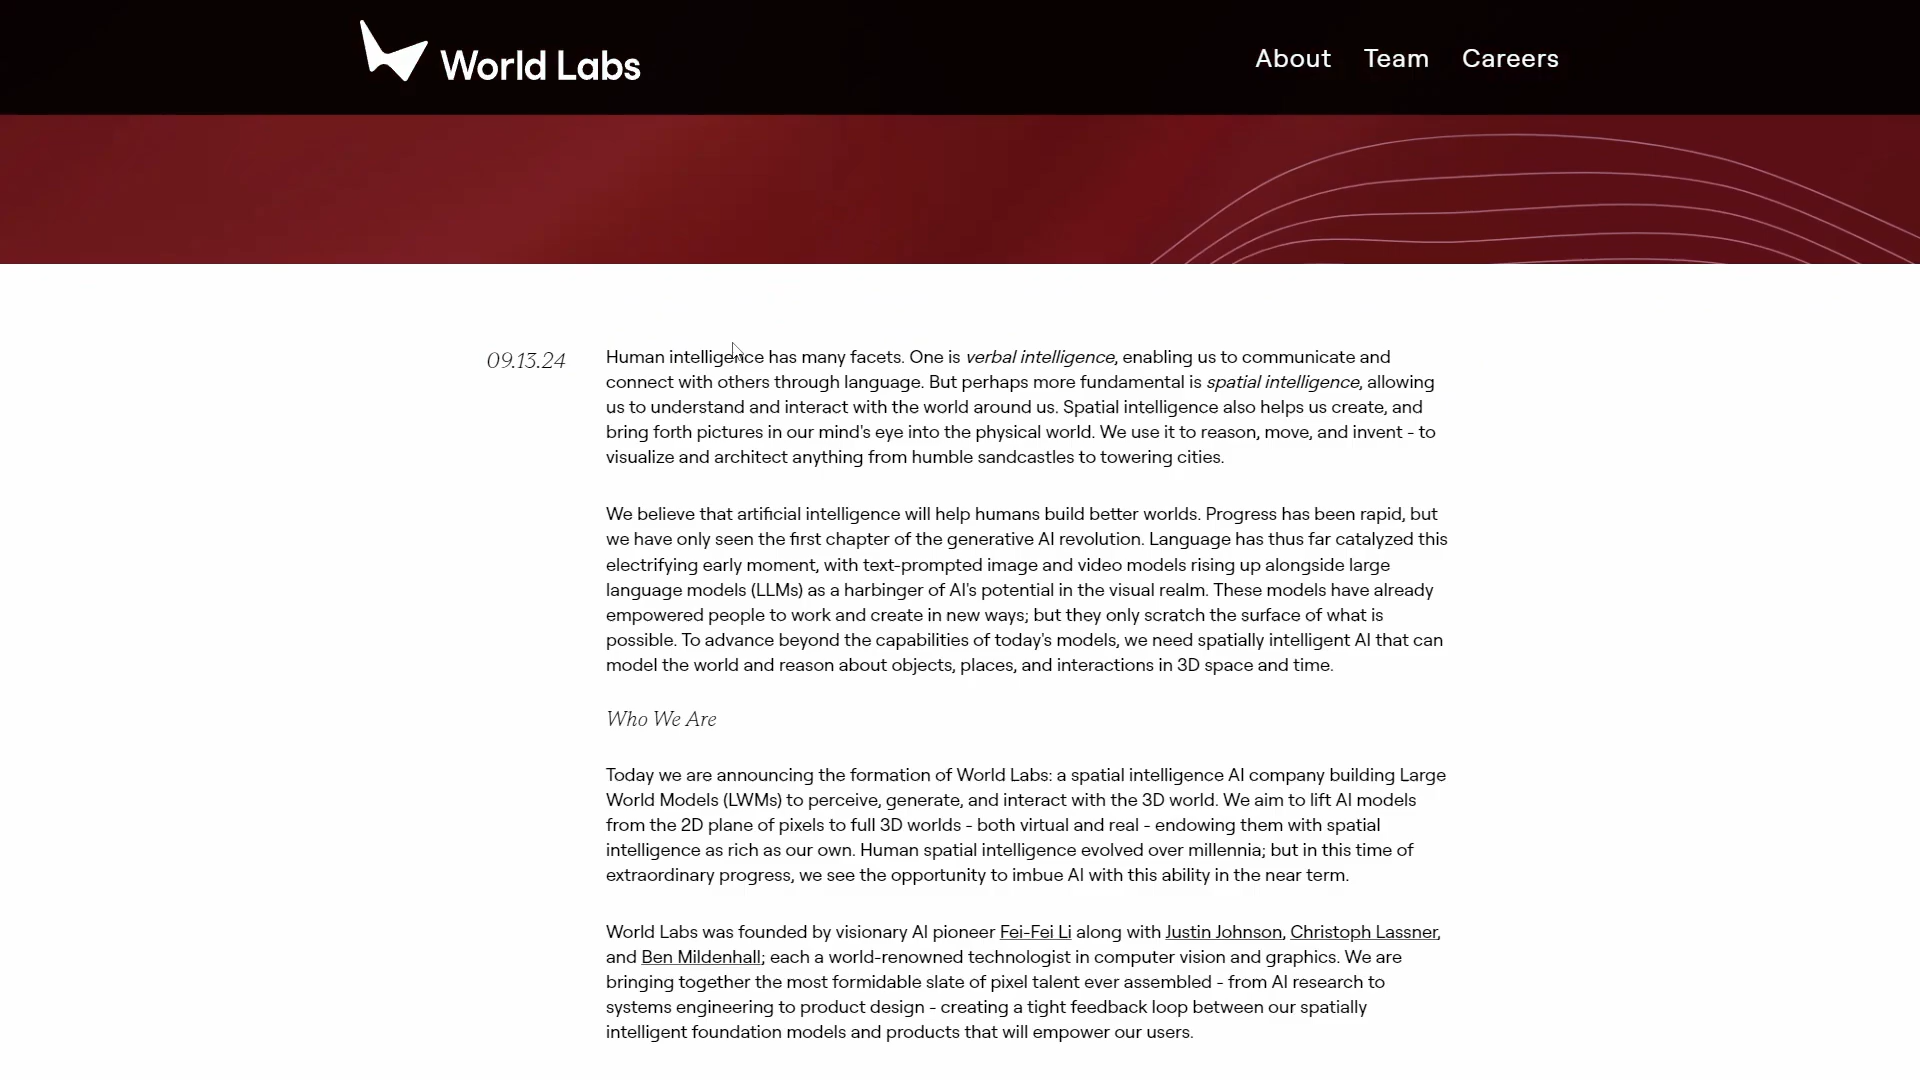 World Labs
About Team Careers
09.13.24
Human intelligence has many facets. One is verbal intelligence, enabling us to communicate and
connect with others through language. But perhaps more fundamental is spatial intelligence, allowing
us to understand and interact with the world around us. Spatial intelligence also helps us create, and
bring forth pictures in our mind's eye into the physical world. We use it to reason, move, and invent - to
visualize and architect anything from humble sandcastles to towering cities.
We believe that artificial intelligence will help humans build better worlds. Progress has been rapid, but
we have only seen the first chapter of the generative AI revolution. Language has thus far catalyzed this
electrifying early moment, with text-prompted image and video models rising up alongside large
language models (LLMs) as a harbinger of AI's potential in the visual realm. These models have already
empowered people to work and create in new ways; but they only scratch the surface of what is
possible. To advance beyond the capabilities of today's models, we need spatially intelligent AI that can
model the world and reason about objects, places, and interactions in 3D space and time.
Who We Are
Today we are announcing the formation of World Labs: a spatial intelligence AI company building Large
World Models (LWMs) to perceive, generate, and interact with the 3D world. We aim to lift AI models
from the 2D plane of pixels to full 3D worlds - both virtual and real - endowing them with spatial
intelligence as rich as our own. Human spatial intelligence evolved over millennia; but in this time of
extraordinary progress, we see the opportunity to imbue AI with this ability in the near term.
World Labs was founded by visionary AI pioneer Fei-Fei Li along with Justin Johnson, Christoph Lassner,
and Ben Mildenhall; each a world-renowned technologist in computer vision and graphics. We are
bringing together the most formidable slate of pixel talent ever assembled - from AI research to
systems engineering to product design - creating a tight feedback loop between our spatially
intelligent foundation models and products that will empower our users.